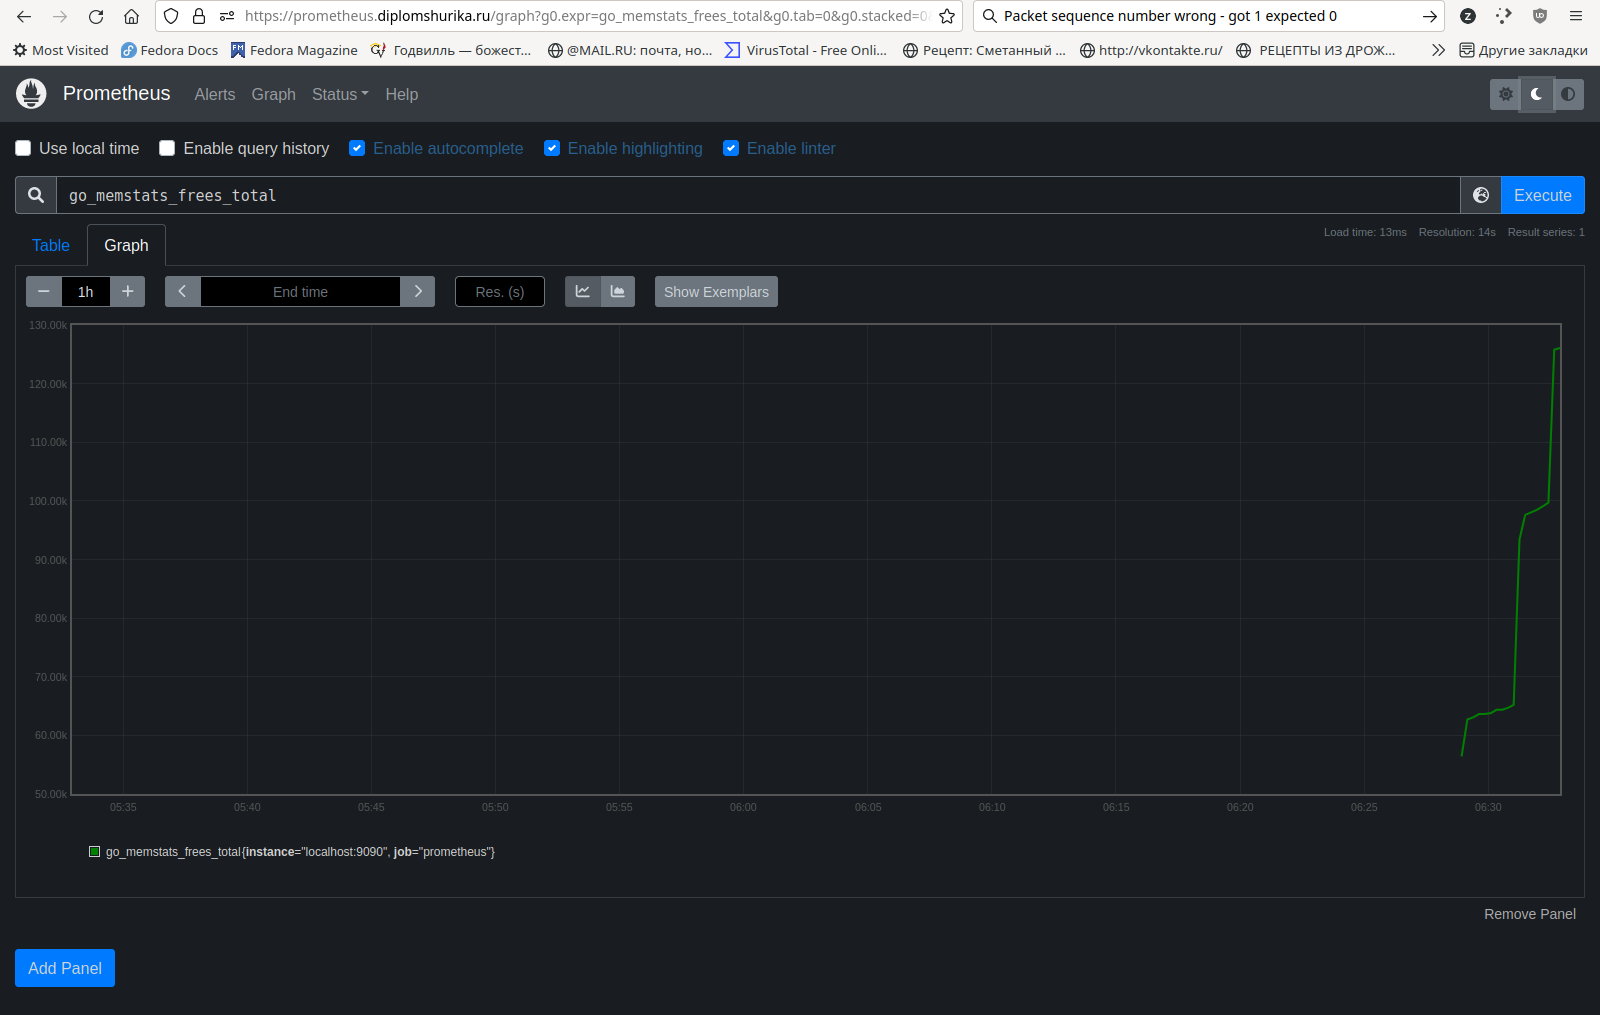 https://prometheus.diplomshurika.ru/graph?g0.expr=go_memstats_frees_total&g0.tab=0&g0.stacked=0 Packet sequence number wrong - got 1 expected 0
Most Visited Fedora Docs Fedora Magazine Годвилль — божест... @MAIL.RU: почта, но... VirusTotal - Free Onli... Рецепт: Сметанный ... http://vkontakte.ru/ РЕЦЕПТЫ ИЗ ДРОЖ... Другие закладки
Prometheus Alerts Graph Status Help
Use local time Enable query history Enable autocomplete Enable highlighting Enable linter
go_memstats_frees_total Execute
Table Graph Load time: 13ms Resolution: 14s Result series: 1
1h End time Res. (s) Show Exemplars
130.00k
120.00k
110.00k
100.00k
90.00k
80.00k
70.00k
60.00k
50.00k
05:35 05:40 05:45 05:50 05:55 06:00 06:05 06:10 06:15 06:20 06:25 06:30
go_memstats_frees_total{instance="localhost:9090", job="prometheus"}
Remove Panel
Add Panel